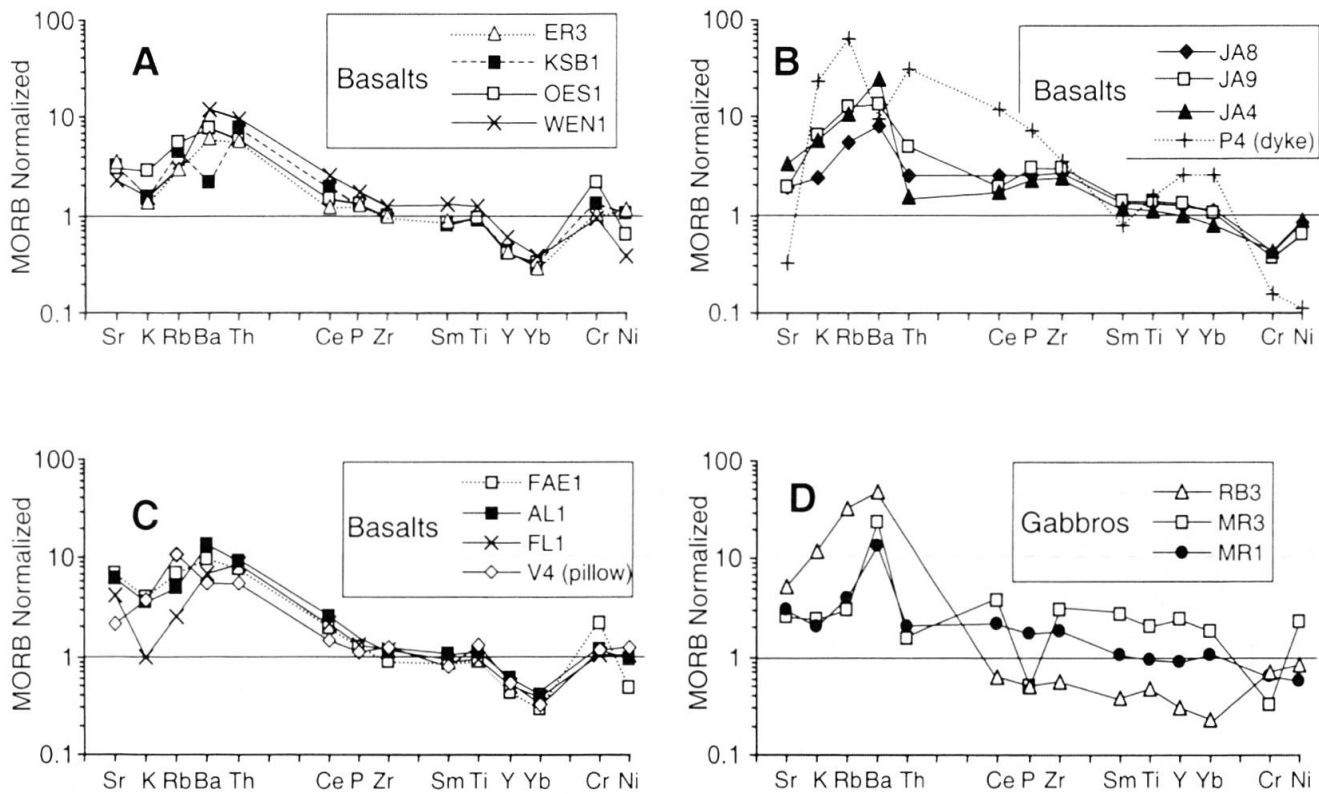 100
10
1
0.1
MORB Normalized
A
Basalts
ER3
KSB1
OES1
WEN1
Sr K Rb Ba Th Ce P Zr Sm Ti Y Yb Cr Ni
100
10
1
0.1
MORB Normalized
B
Basalts
JA8
JA9
JA4
P4 (dyke)
Sr K Rb Ba Th Ce P Zr Sm Ti Y Yb Cr Ni
100
10
1
0.1
MORB Normalized
C
Basalts
FAE1
AL1
FL1
V4 (pillow)
Sr K Rb Ba Th Ce P Zr Sm Ti Y Yb Cr Ni
100
10
1
0.1
MORB Normalized
D
Gabbros
RB3
MR3
MR1
Sr K Rb Ba Th Ce P Zr Sm Ti Y Yb Cr Ni